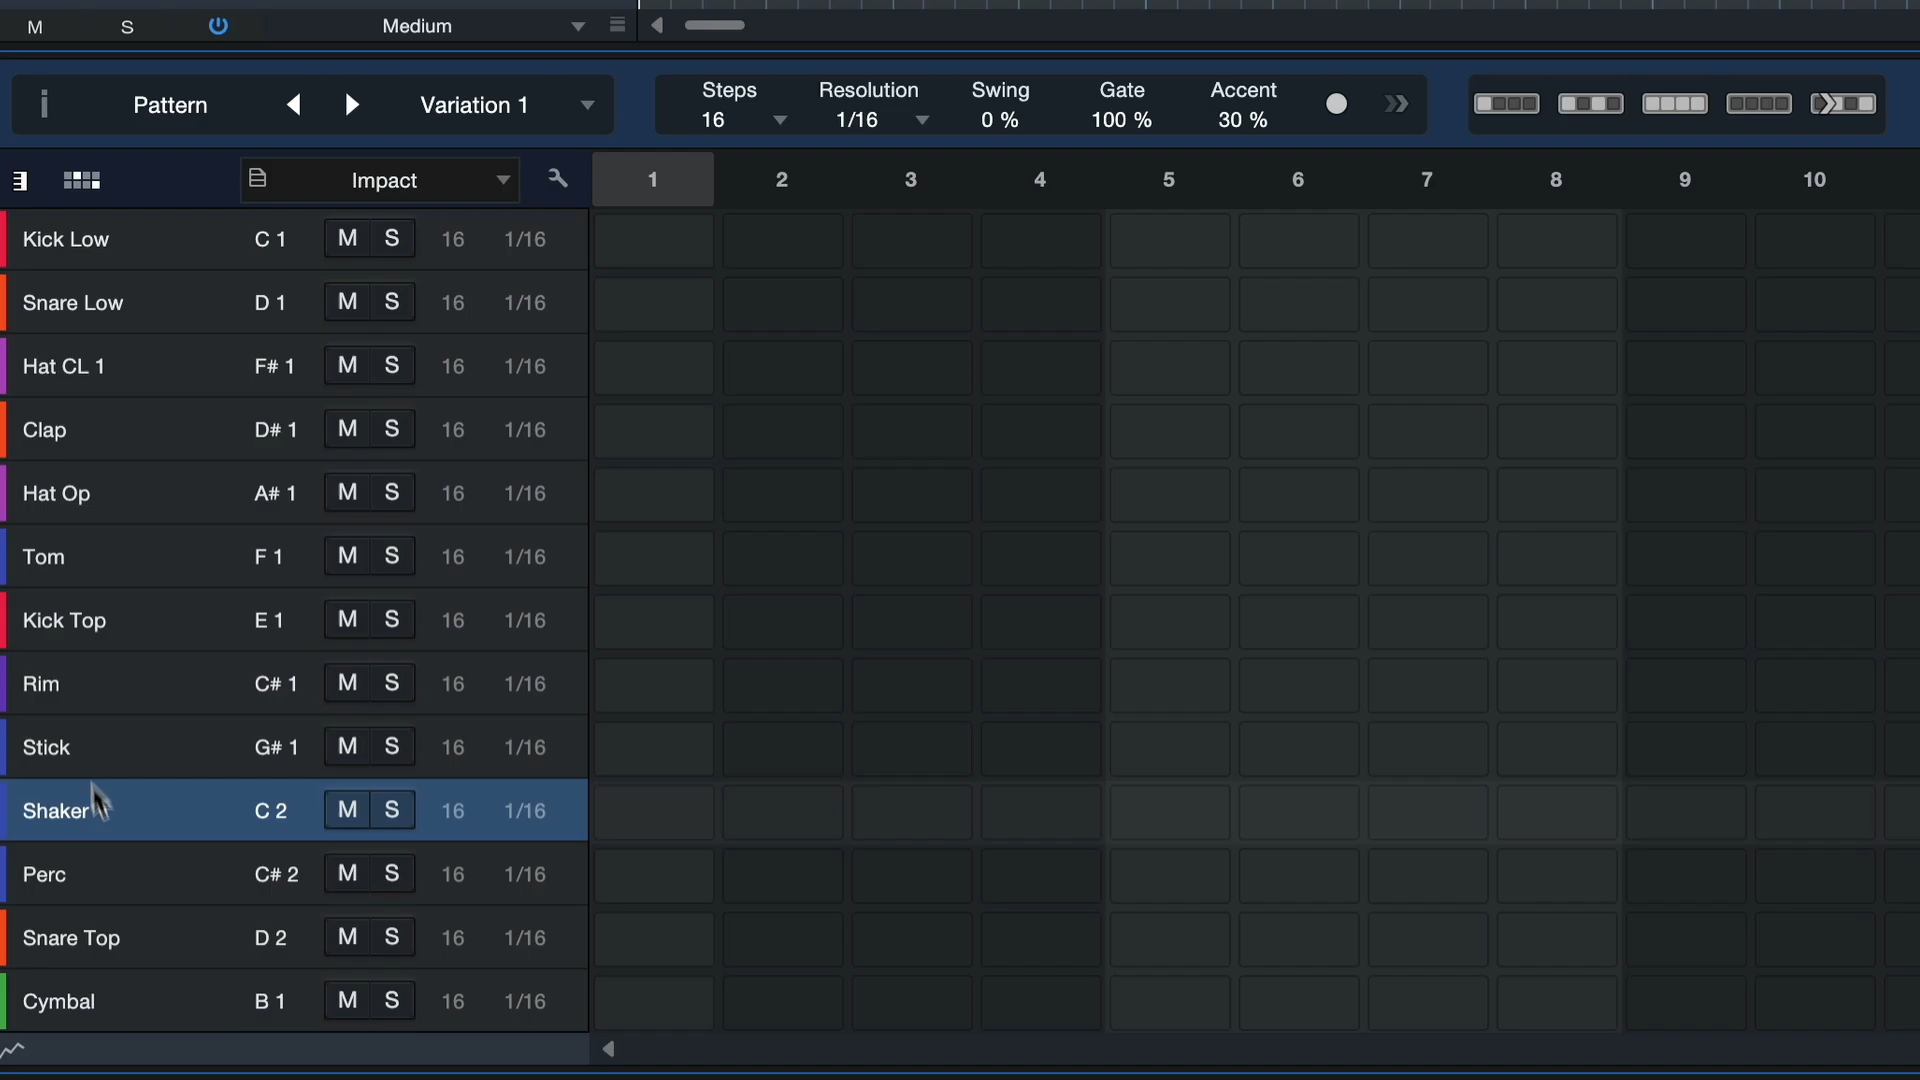 M S Medium
Pattern Variation 1 Steps Resolution Swing Gate Accent
16 1/16 0 % 100 % 30 %
Impact 1 2 3 4 5 6 7 8 9 10
Kick Low C 1 M S 16 1/16
Snare Low D 1 M S 16 1/16
Hat CL 1 F# 1 M S 16 1/16
Clap D# 1 M S 16 1/16
Hat Op A# 1 M S 16 1/16
Tom F 1 M S 16 1/16
Kick Top E 1 M S 16 1/16
Rim C# 1 M S 16 1/16
Stick G# 1 M S 16 1/16
Shaker C 2 M S 16 1/16
Perc C# 2 M S 16 1/16
Snare Top D 2 M S 16 1/16
Cymbal B 1 M S 16 1/16